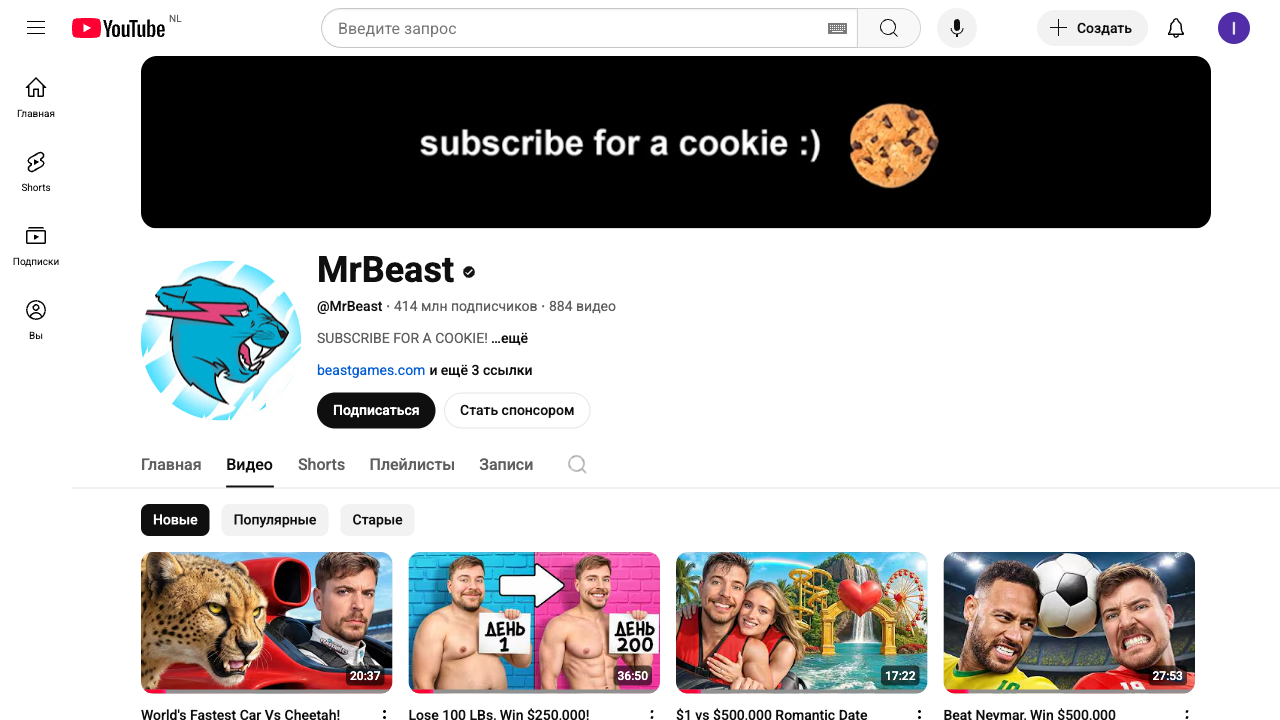 YouTube NL
Введите запрос
Создать
I
Главная
Shorts
Подписки
Вы
subscribe for a cookie :)
MrBeast
@MrBeast · 414 млн подписчиков · 884 видео
SUBSCRIBE FOR A COOKIE! ...ещё
beastgames.com и ещё 3 ссылки
Подписаться
Стать спонсором
Главная Видео Shorts Плейлисты Записи
Новые Популярные Старые
20:37
ДЕНЬ 1
ДЕНЬ 200
36:50
17:22
27:53
World's Fastest Car Vs Cheetah!
Lose 100 LBs, Win $250,000!
$1 vs $500,000 Romantic Date
Beat Neymar, Win $500,000